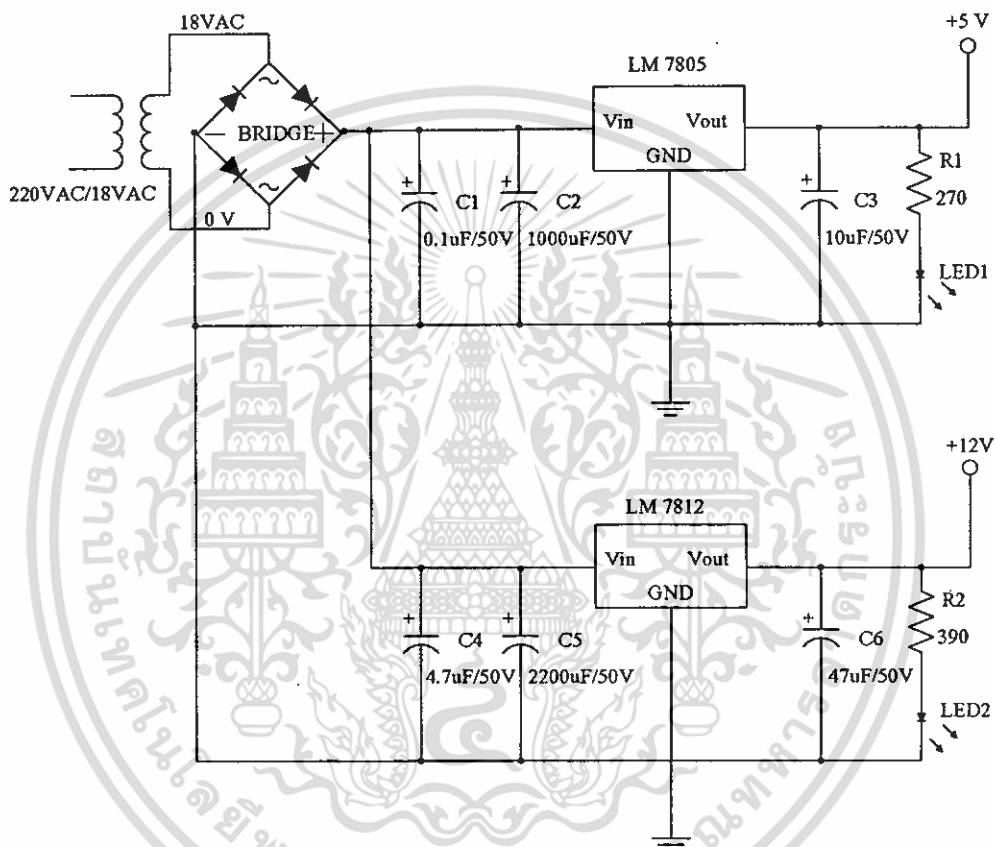 18VAC
+5 V
LM 7805
Vin
Vout
GND
BRIDGE
220VAC/18VAC
0 V
C1
0.1uF/50V
C2
1000uF/50V
C3
10uF/50V
R1
270
LED1
+12V
LM 7812
Vin
Vout
GND
C4
4.7uF/50V
C5
2200uF/50V
C6
47uF/50V
R2
390
LED2